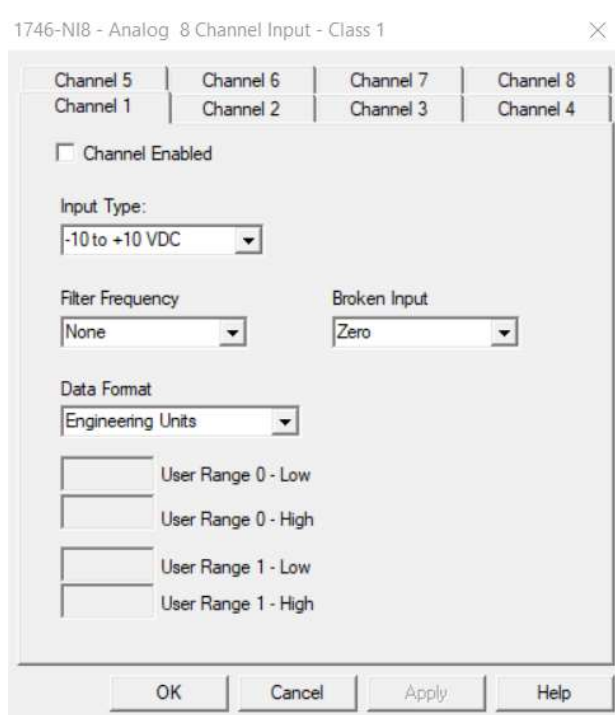 1746-NI8 - Analog  8 Channel Input - Class 1
Channel 5 Channel 6 Channel 7 Channel 8
Channel 1 Channel 2 Channel 3 Channel 4
Channel Enabled
Input Type:
-10 to +10 VDC
Filter Frequency Broken Input
None Zero
Data Format
Engineering Units
User Range 0 - Low
User Range 0 - High
User Range 1 - Low
User Range 1 - High
OK Cancel Apply Help